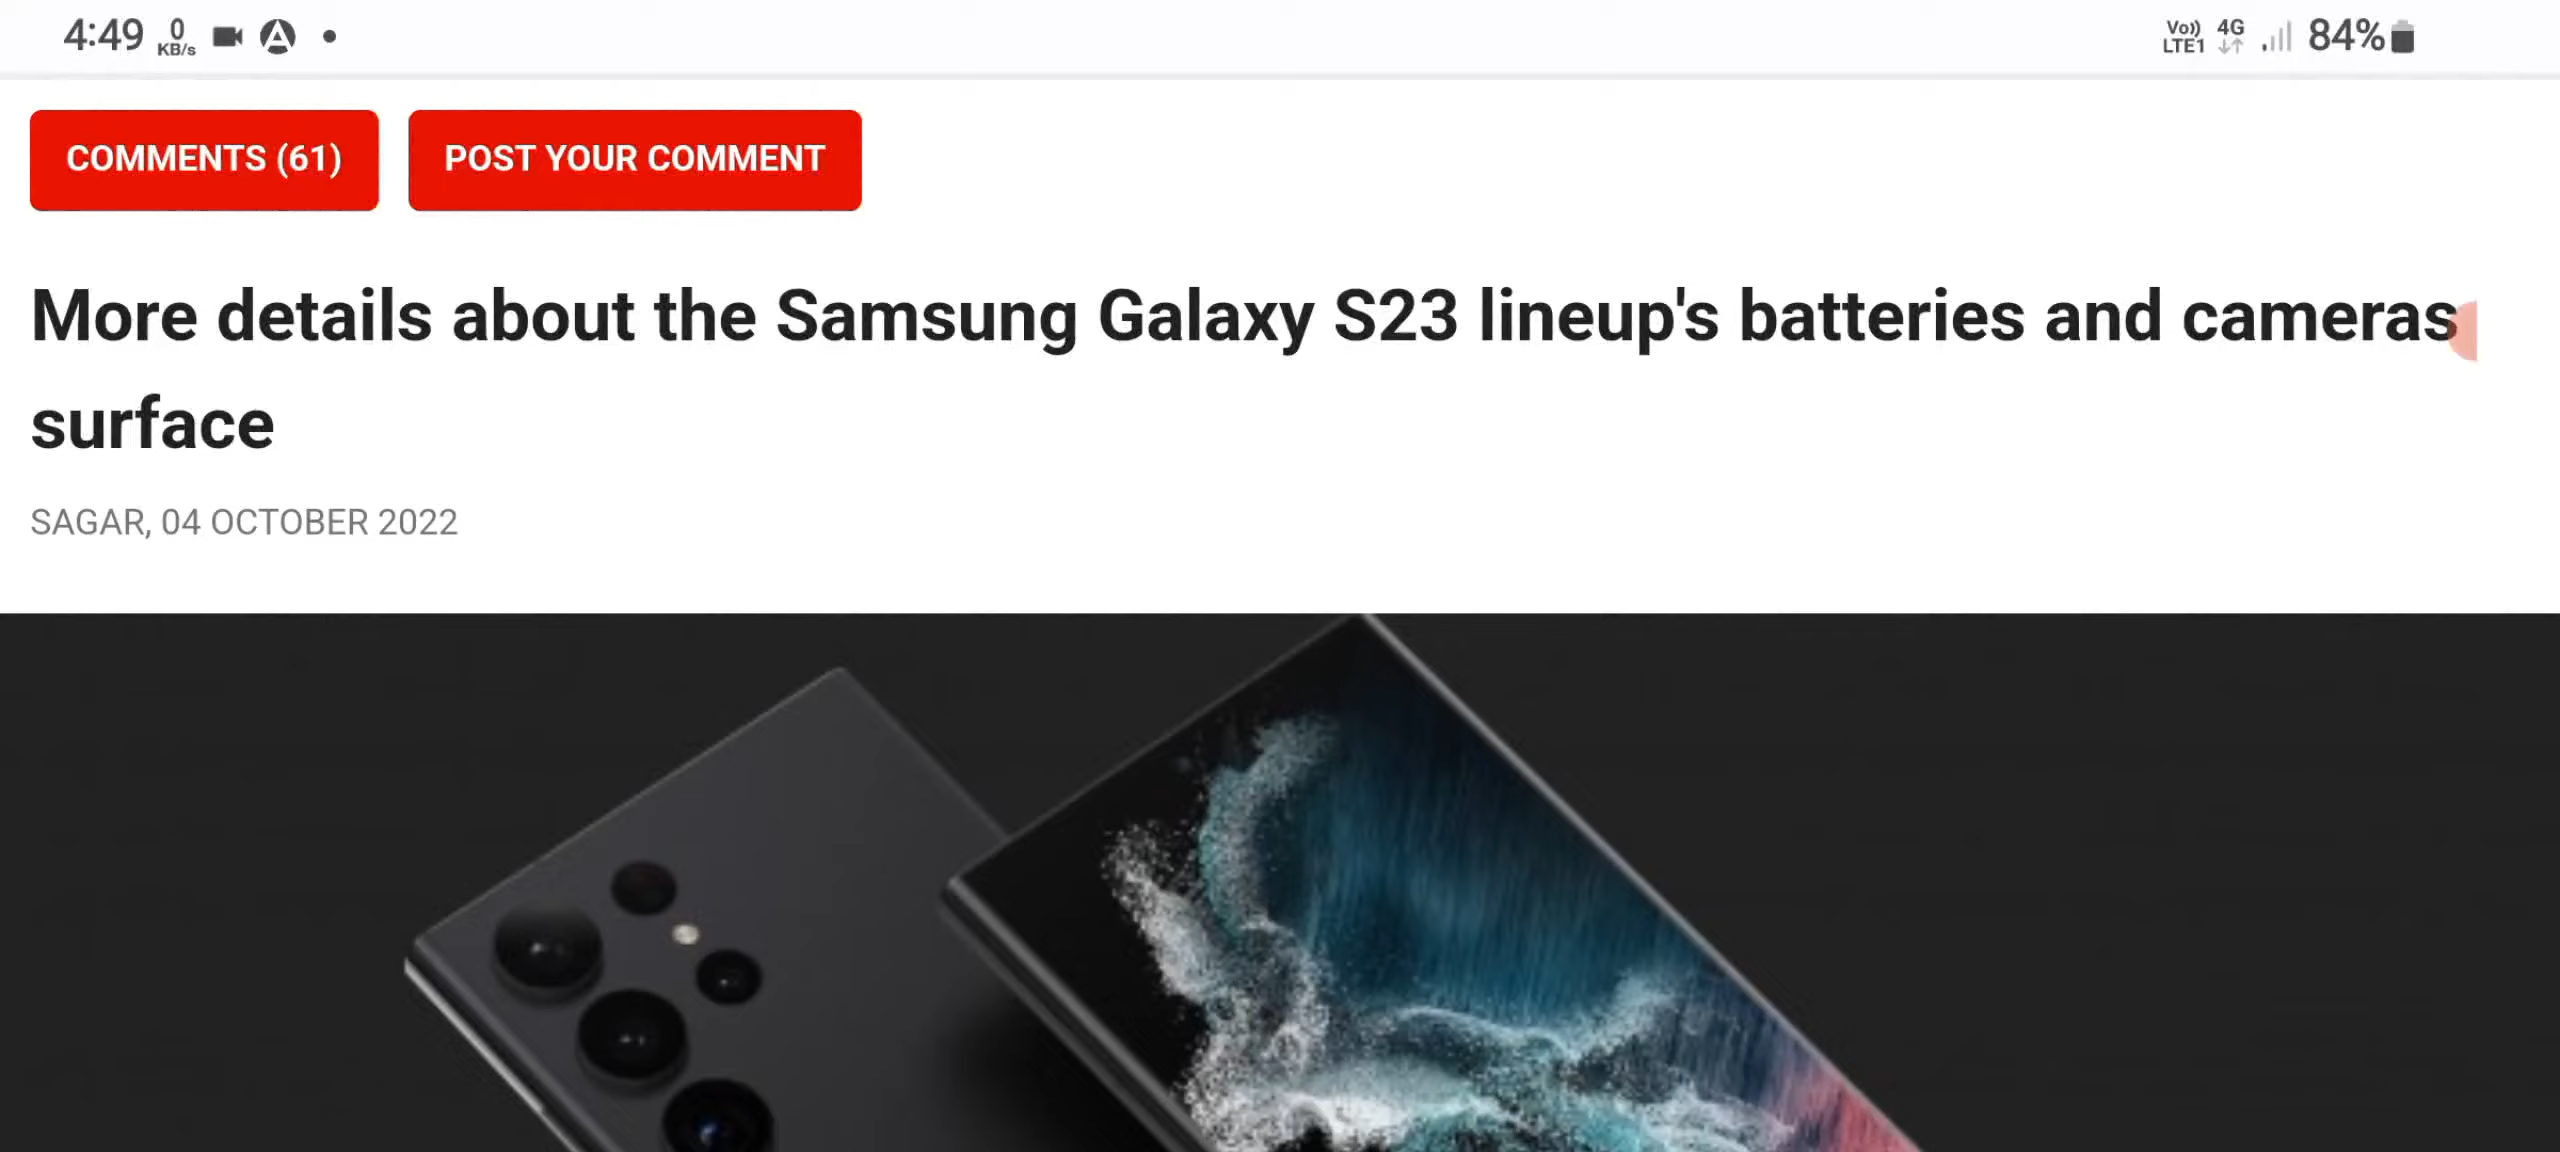 4:49 0 KB/s Vo)) LTE1 4G 84%
COMMENTS (61) POST YOUR COMMENT
More details about the Samsung Galaxy S23 lineup's batteries and cameras
surface
SAGAR, 04 OCTOBER 2022